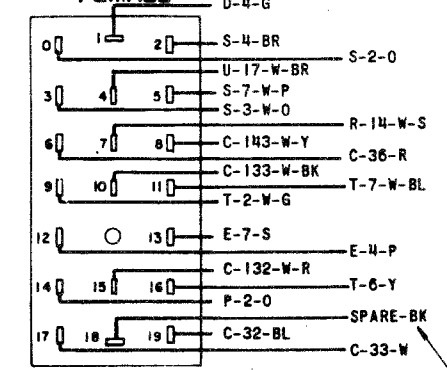 D-4-G
0 1 2 S-4-BR
S-2-O
U-17-W-BR
3 4 5 S-7-W-P
S-3-W-O
R-14-W-S
6 7 8 C-143-W-Y
C-36-R
C-133-W-BK
9 10 11 T-7-W-BL
T-2-W-G
12 13 E-7-S
E-4-P
C-132-W-R
14 15 16 T-6-Y
P-2-O
SPARE-BK
17 18 19 C-32-BL
C-33-W